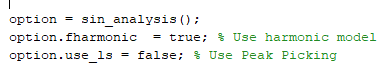 option = sin_analysis();
option.fharmonic  = true; % Use harmonic model
option.use_ls = false; % Use Peak Picking